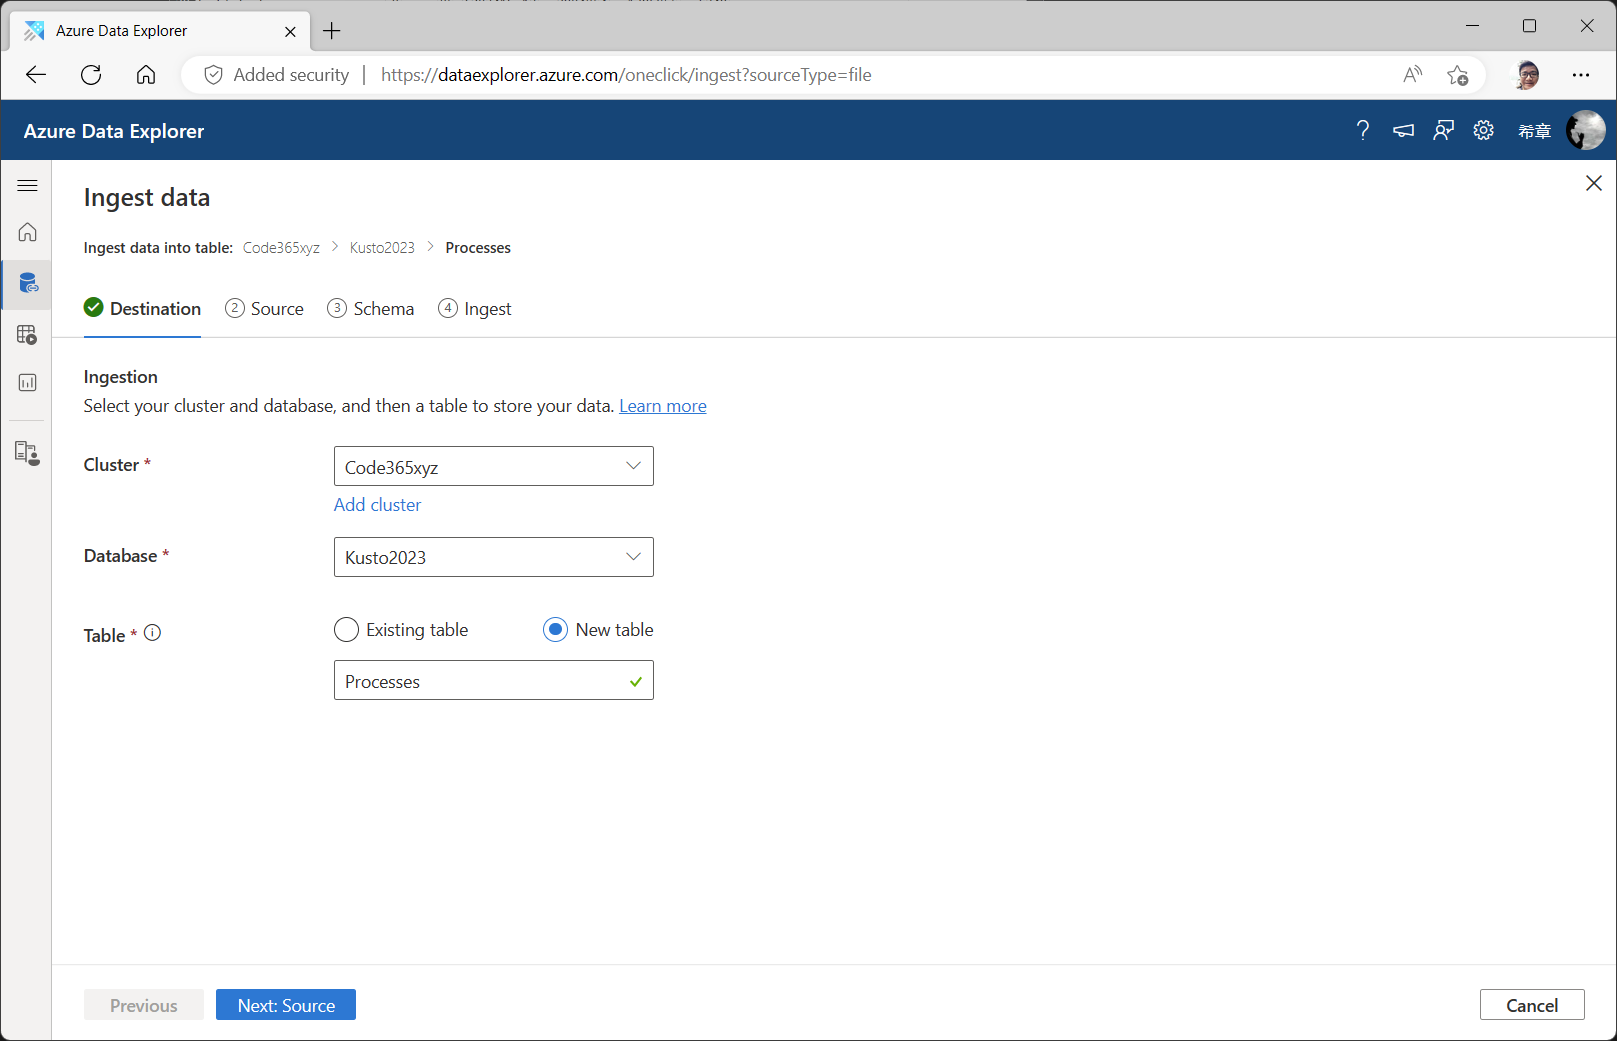 Azure Data Explorer
Added security | https://dataexplorer.azure.com/oneclick/ingest?sourceType=file
Azure Data Explorer
希章
Ingest data
Ingest data into table: Code365xyz > Kusto2023 > Processes
Destination 2 Source 3 Schema 4 Ingest
Ingestion
Select your cluster and database, and then a table to store your data. Learn more
Cluster *
Code365xyz
Add cluster
Database *
Kusto2023
Table *
Existing table New table
Processes
Previous Next: Source Cancel